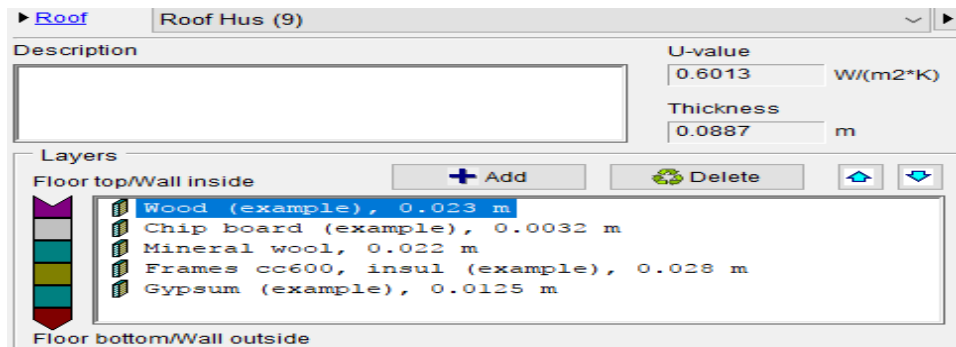 Roof Roof Hus (9)
Description U-value
0.6013 W/(m2*K)
Thickness
0.0887 m
Layers
Floor top/Wall inside Add Delete
Wood (example), 0.023 m
Chip board (example), 0.0032 m
Mineral wool, 0.022 m
Frames cc600, insul (example), 0.028 m
Gypsum (example), 0.0125 m
Floor bottom/Wall outside